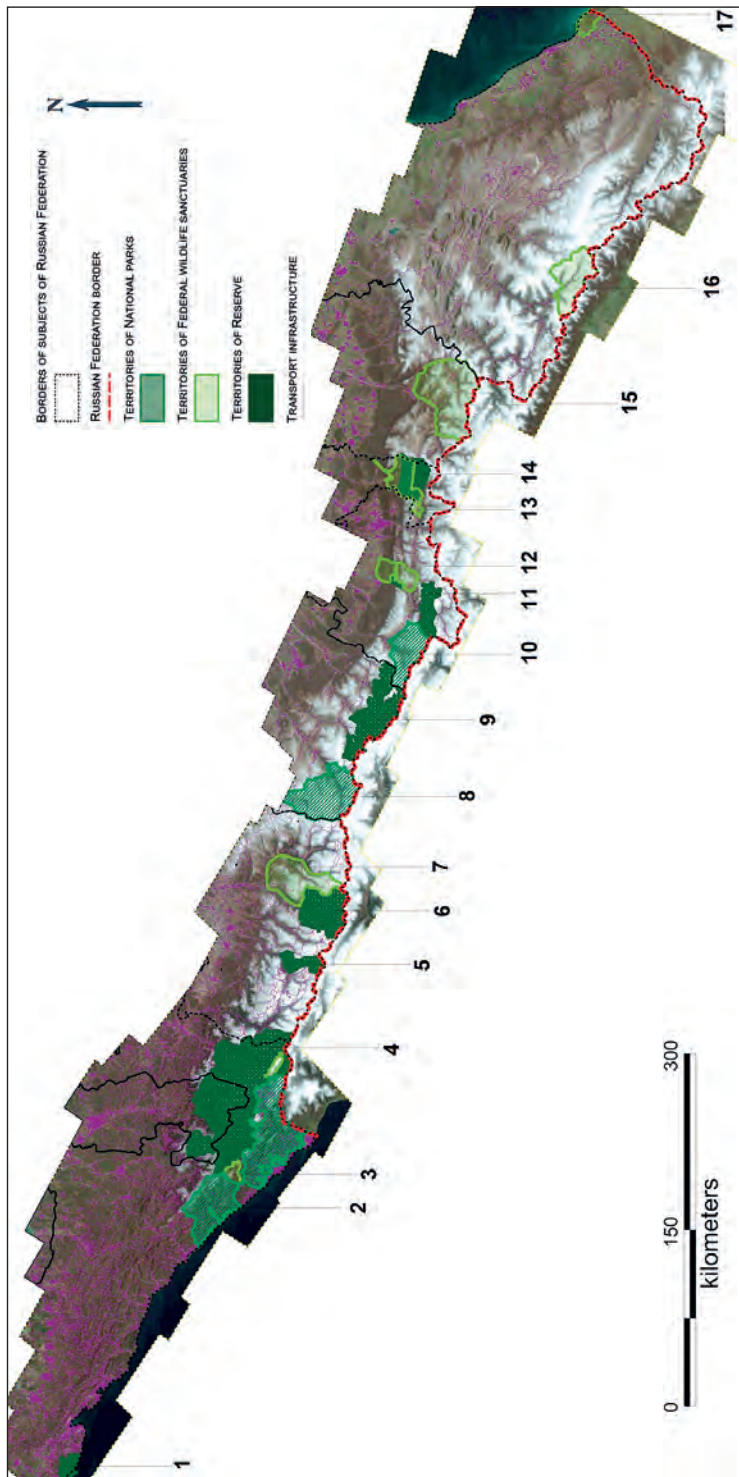 N
BORDERS OF SUBJECTS OF RUSSIAN FEDERATION
RUSSIAN FEDERATION BORDER
TERRITORIES OF NATIONAL PARKS
TERRITORIES OF FEDERAL WILDLIFE SANCTUARIES
TERRITORIES OF RESERVE
TRANSPORT INFRASTRUCTURE
1
2
3
4
5
6
7
8
9
10
11
12
13
14
15
16
17
0 150 300
kilometers